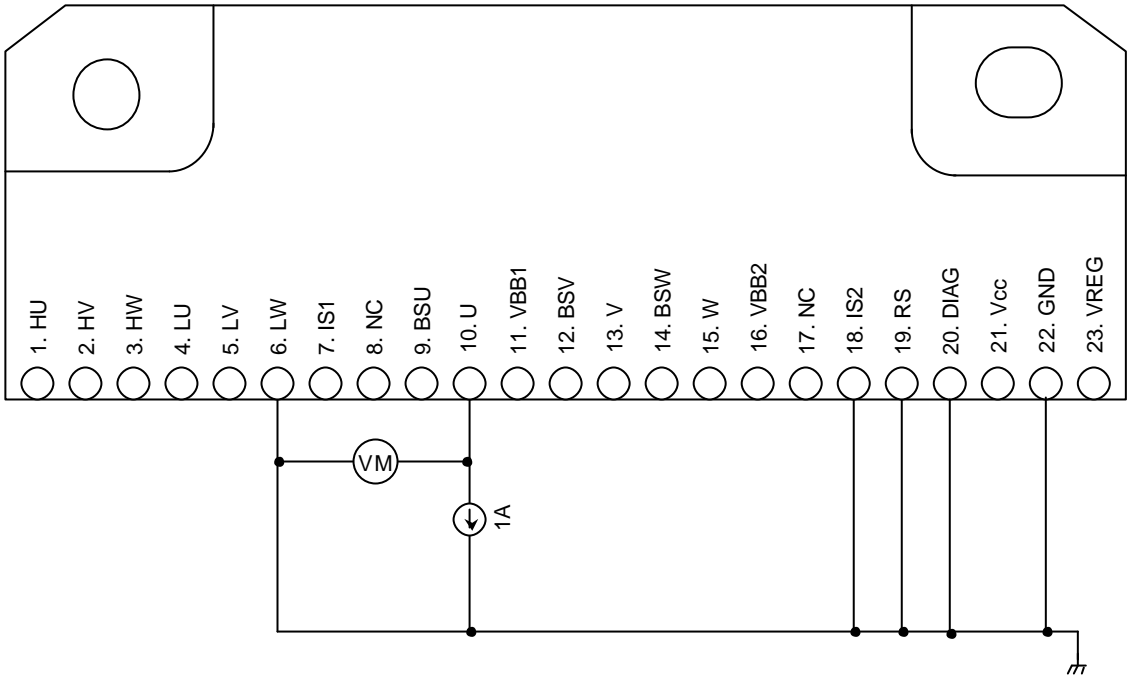 1. HU
2. HV
3. HW
4. LU
5. LV
6. LW
7. IS1
8. NC
9. BSU
10. U
11. VBB1
12. BSV
13. V
14. BSW
15. W
16. VBB2
17. NC
18. IS2
19. RS
20. DIAG
21. Vcc
22. GND
23. VREG
VM
1A